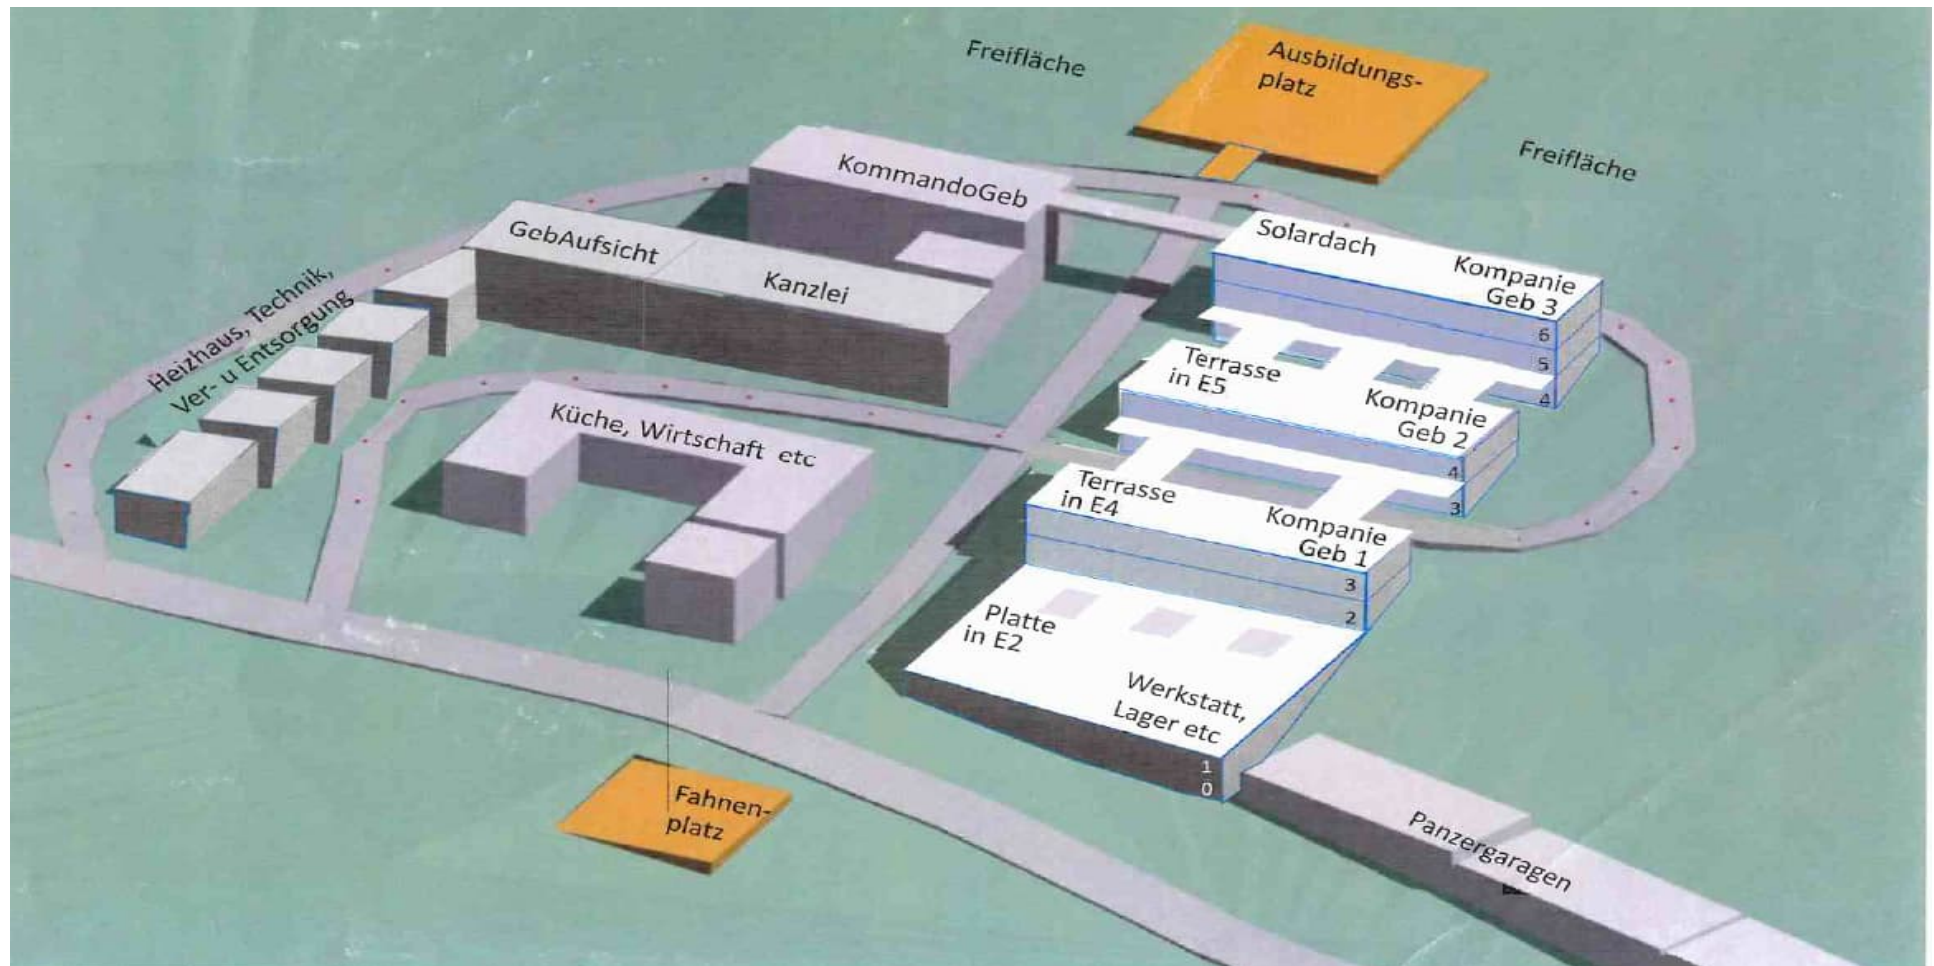 Freifläche
Ausbildungs-
platz
Freifläche
KommandoGeb
GebAufsicht
Kanzlei
Solardach
Kompanie
Geb 3
6
5
4
Heizhaus, Technik,
Ver- u Entsorgung
Terrasse
in E5
Kompanie
Geb 2
4
3
Küche, Wirtschaft etc
Terrasse
in E4
Kompanie
Geb 1
3
2
Platte
in E2
Werkstatt,
Lager etc
1
0
Fahnen-
platz
Panzergaragen